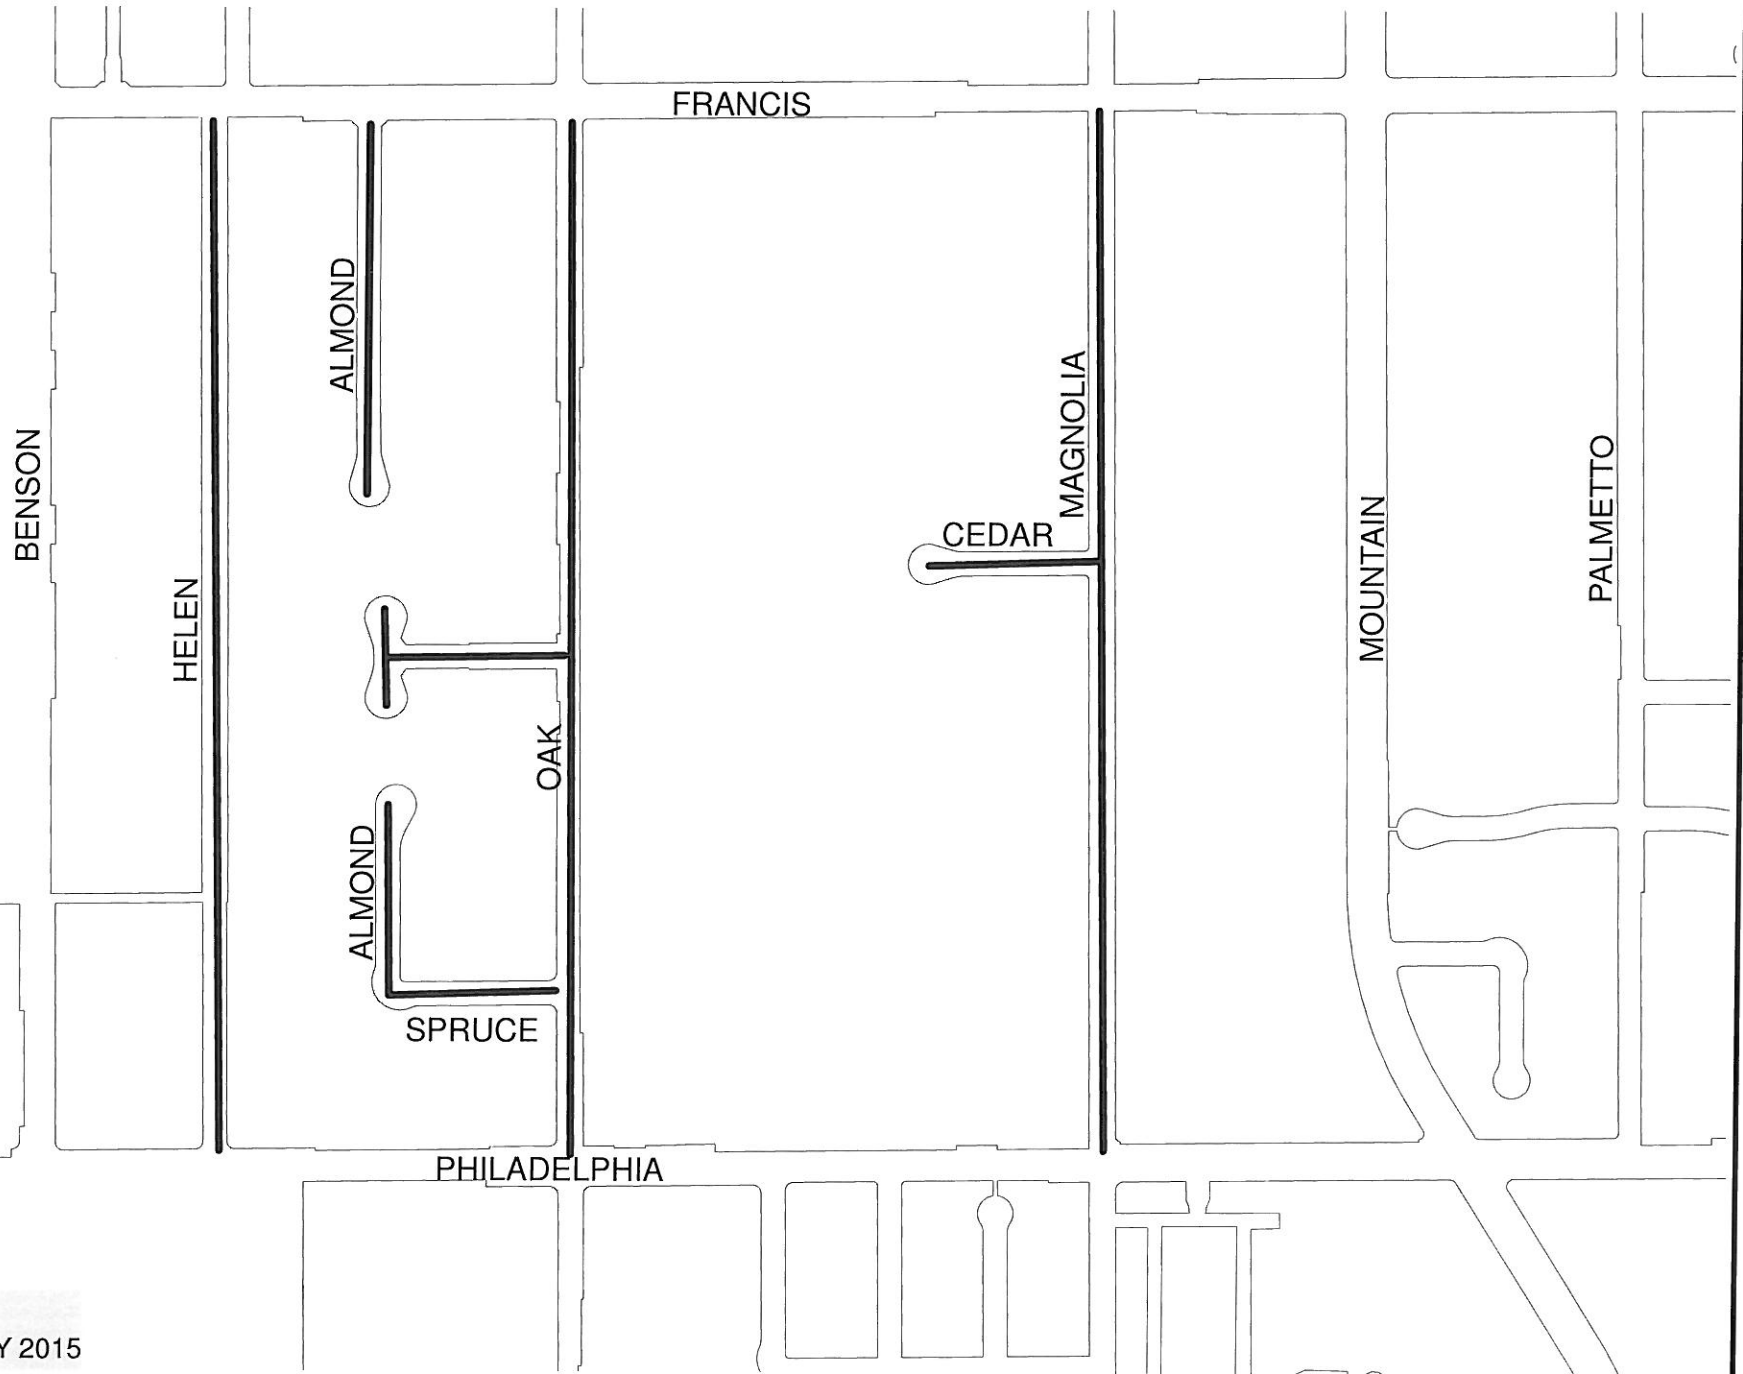 FRANCIS
ALMOND
MAGNOLIA
BENSON
PALMETTO
MOUNTAIN
CEDAR
HELEN
OAK
ALMOND
SPRUCE
PHILADELPHIA
Y 2015